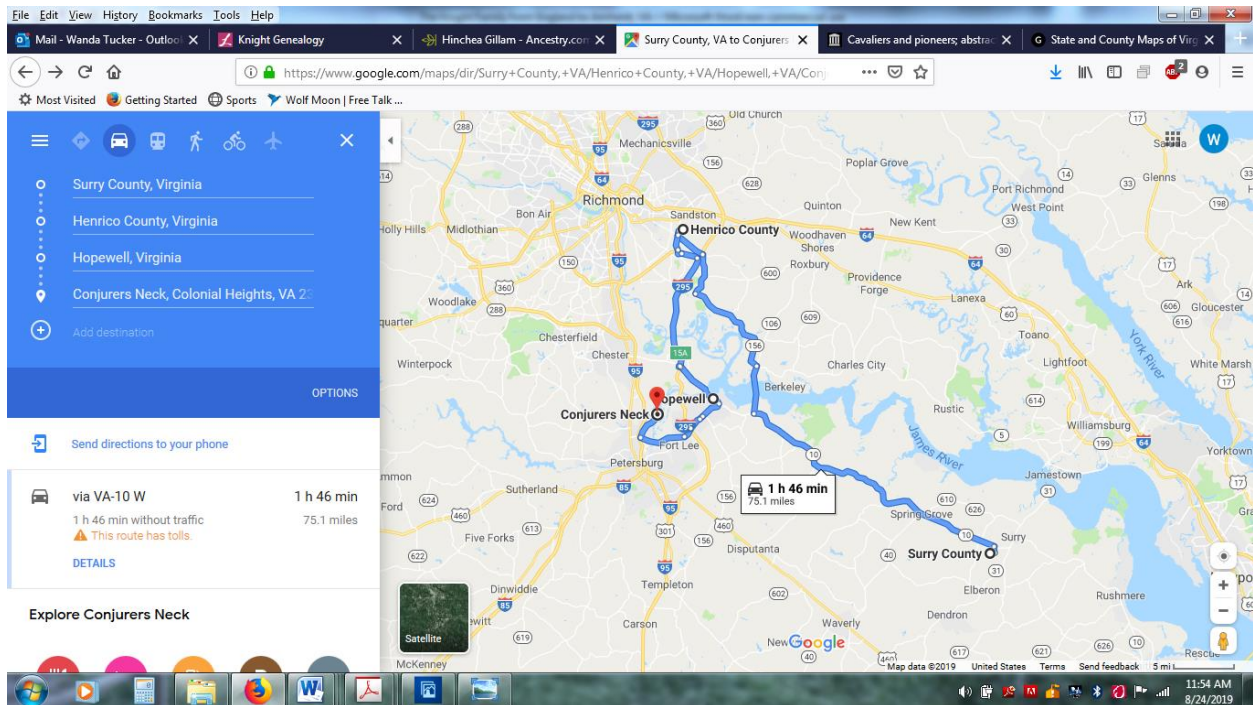 File Edit View History Bookmarks Tools Help
Mail - Wanda Tucker - Outloo
Knight Genealogy
Hinchea Gillam - Ancestry.con
Surry County, VA to Conjurers
Cavaliers and pioneers; abstrac
State and County Maps of Virg
https://www.google.com/maps/dir/Surry+County,+VA/Henrico+County,+VA/Hopewell,+VA/Conj
2
Most Visited
Getting Started
Sports
Wolf Moon | Free Talk ...
Surry County, Virginia
Henrico County, Virginia
Hopewell, Virginia
Conjurers Neck, Colonial Heights, VA 23
Add destination
OPTIONS
Send directions to your phone
via VA-10 W
1 h 46 min
1 h 46 min without traffic
75.1 miles
This route has tolls.
DETAILS
Explore Conjurers Neck
W
Old Church
Mechanicsville
Poplar Grove
Glenns
Port Richmond
West Point
Richmond
Bon Air
Sandston
Quinton
New Kent
Holly Hills
Midlothian
Henrico County
Woodhaven Shores
Roxbury
Providence Forge
Lanexa
Ark
Gloucester
Woodlake
Toano
York River
Chesterfield
Chester
Charles City
Lightfoot
White Marsh
Winterpock
Berkeley
Hopewell
Conjurers Neck
Rustic
Williamsburg
Fort Lee
James River
Yorktown
Petersburg
Jamestown
1 h 46 min
75.1 miles
Sutherland
Ford
Five Forks
Spring Grove
Surry
Disputanta
Surry County
Templeton
Elberon
Rushmere
Dinwiddie
Dendron
Carson
Waverly
Satellite
McKenney
Google
Rescue
Map data ©2019
United States
Terms
Send feedback
5 mi
11:54 AM
8/24/2019